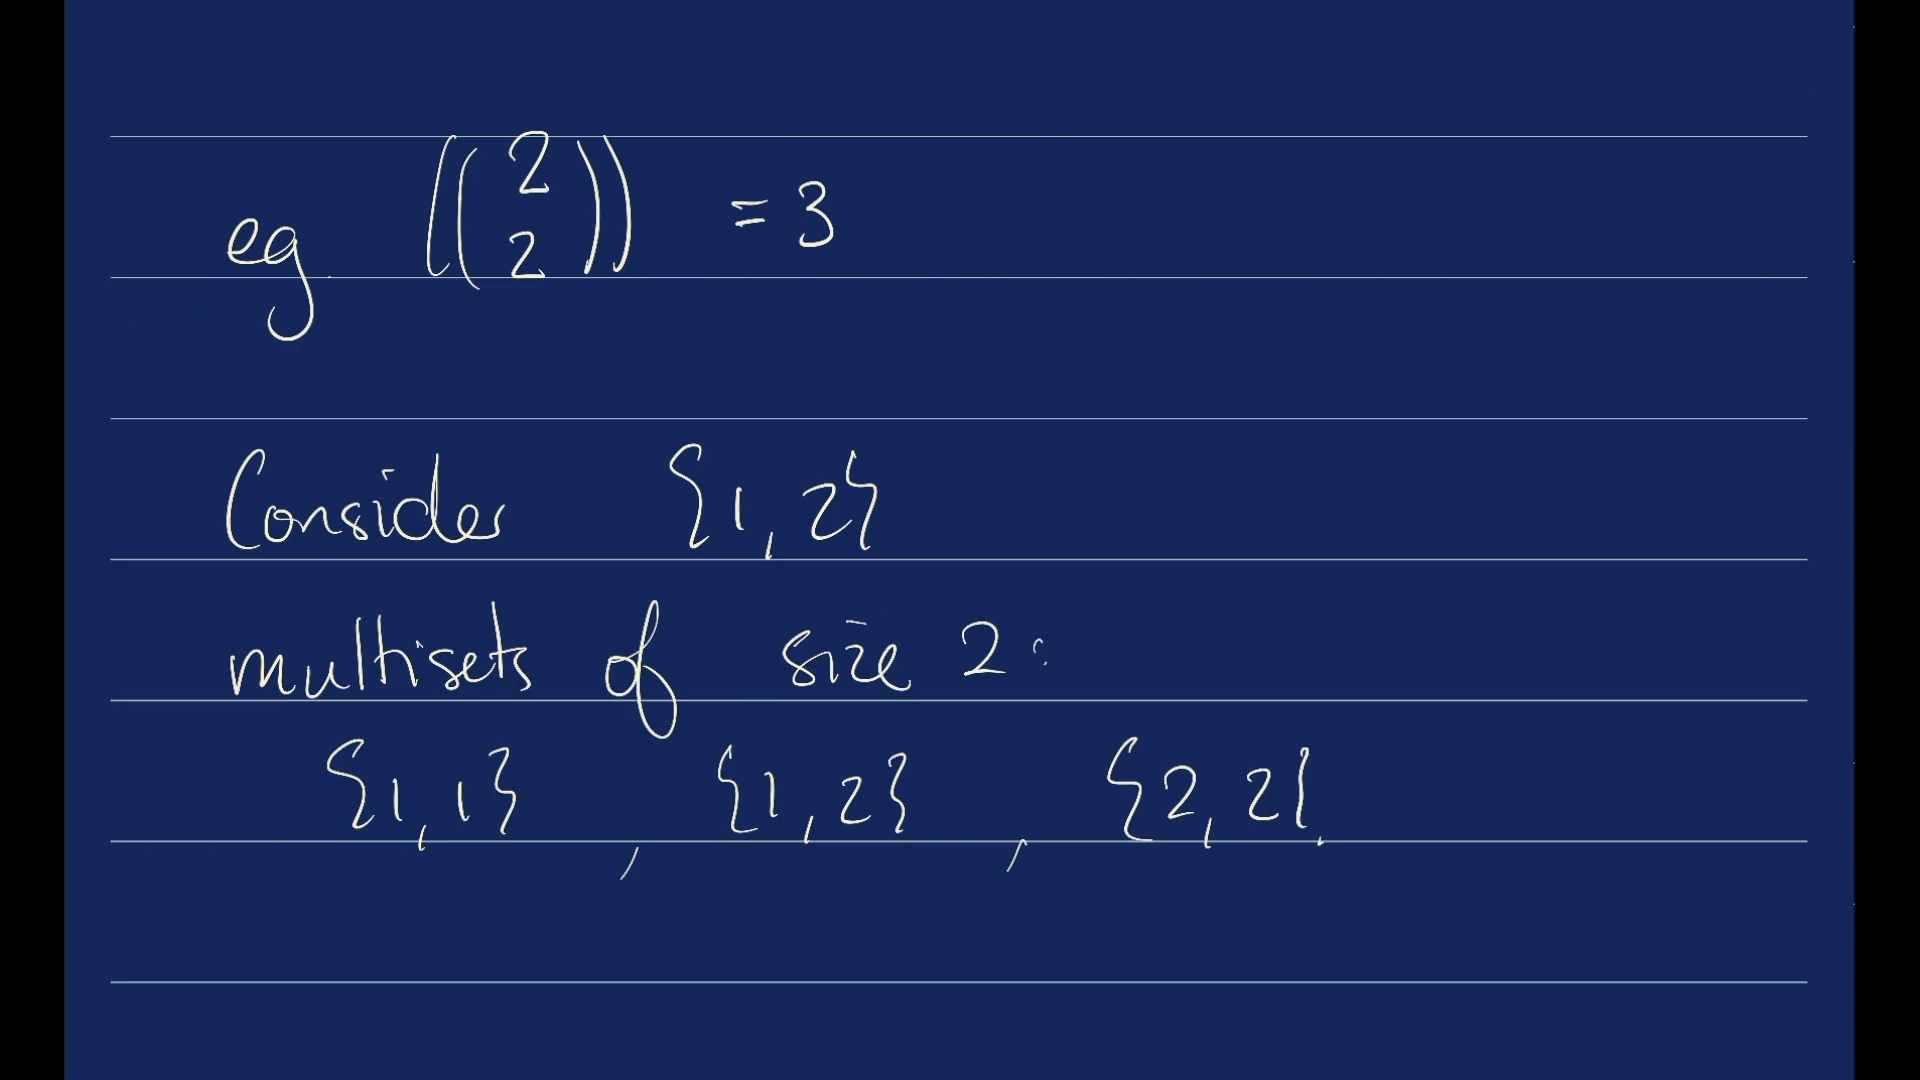 eg. ((2 2)) = 3
Consider {1, 2}
multisets of size 2:
{1, 1}, {1, 2}, {2, 2}.